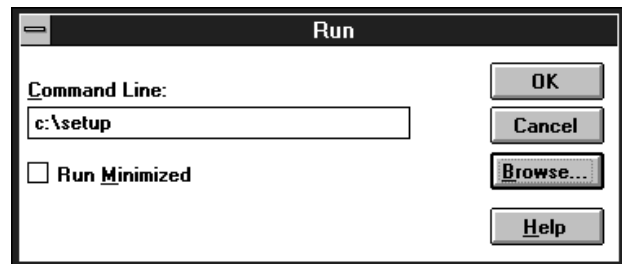 Run
Command Line:
c:\setup
Run Minimized
OK
Cancel
Browse...
Help